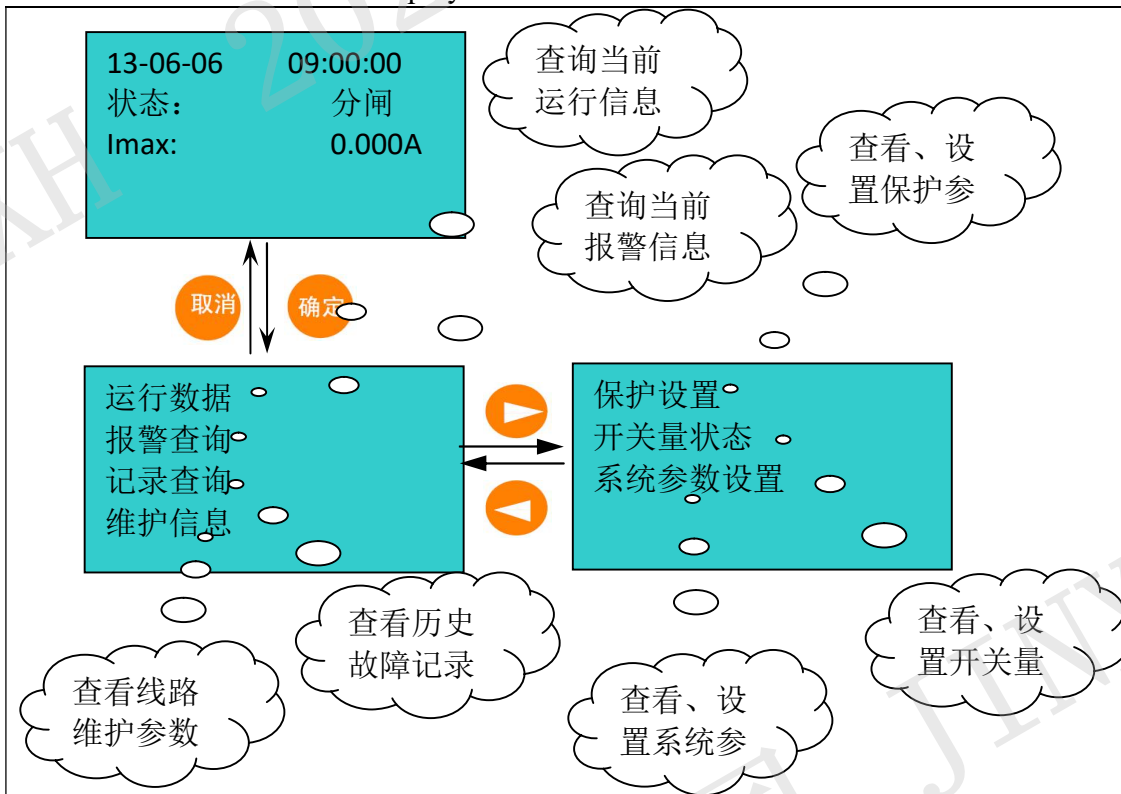 13-06-06 09:00:00
状态： 分闸
Imax: 0.000A
查询当前
运行信息
查询当前
报警信息
查看、设
置保护参
取消
确定
运行数据
报警查询
记录查询
维护信息
保护设置
开关量状态
系统参数设置
查看线路
维护参数
查看历史
故障记录
查看、设
置系统参
查看、设
置开关量